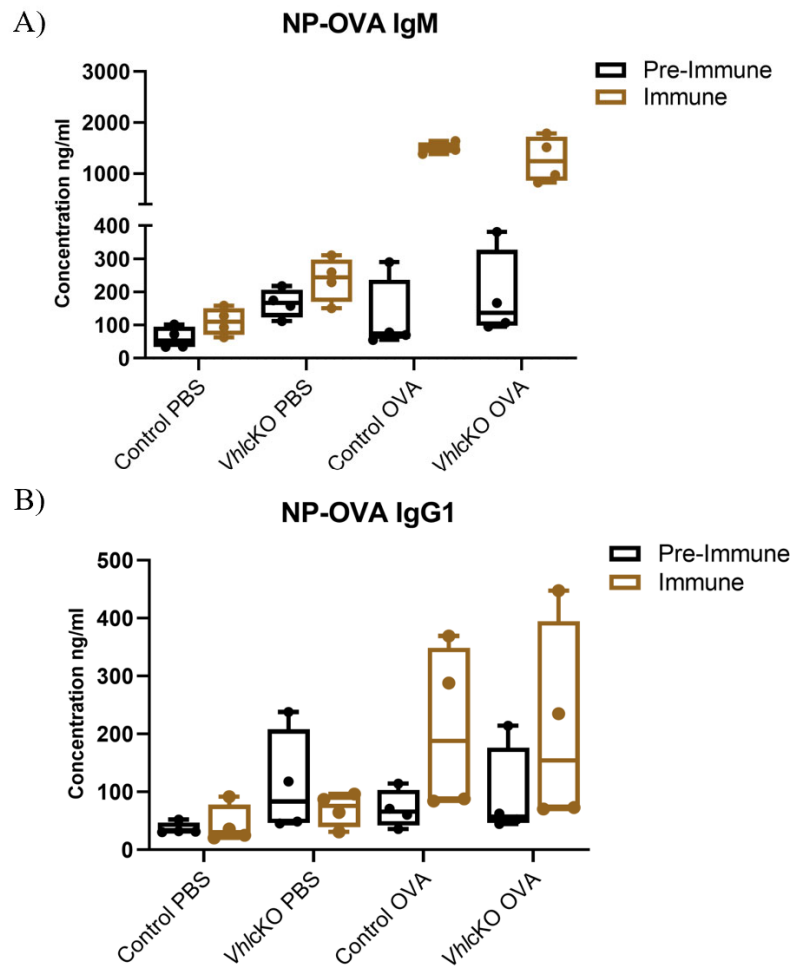 A)
NP-OVA IgM
Pre-Immune
Immune
Concentration ng/ml
3000
2000
1000
400
300
200
100
0
Control PBS
VhlcKO PBS
Control OVA
VhlcKO OVA
B)
NP-OVA IgG1
Pre-Immune
Immune
Concentration ng/ml
500
400
300
200
100
0
Control PBS
VhlcKO PBS
Control OVA
VhlcKO OVA